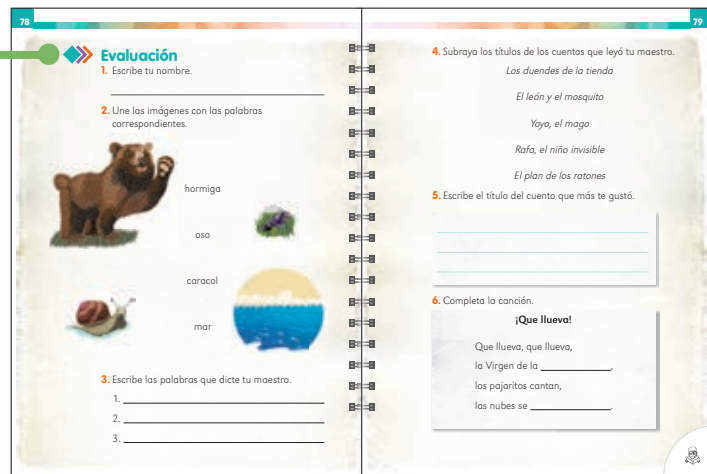 78
Evaluación
1. Escribe tu nombre.
2. Une las imágenes con las palabras
correspondientes.
hormiga
oso
caracol
mar
3. Escribe las palabras que dicte tu maestro.
1.
2.
3.
79
4. Subraya los títulos de los cuentos que leyó tu maestro.
Los duendes de la tienda
El león y el mosquito
Yoyo, el mago
Rafa, el niño invisible
El plan de los ratones
5. Escribe el título del cuento que más te gustó.
6. Completa la canción.
¡Que llueva!
Que llueva, que llueva,
la Virgen de la ____________,
los pajaritos cantan,
las nubes se ____________.